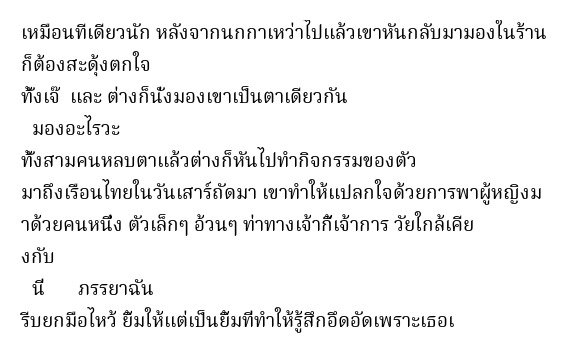 เหมือนทีเดียวนัก หลังจากนกกาเหว่าไปแล้วเขาหันกลับมามองในร้าน
ก็ต้องสะดุ้งตกใจ
ทั้งเจ๊ และ ต่างก็นั่งมองเขาเป็นตาเดียวกัน
มองอะไรวะ
ทั้งสามคนหลบตาแล้วต่างก็หันไปทำกิจกรรมของตัว
มาถึงเรือนไทยในวันเสาร์ถัดมา เขาทำให้แปลกใจด้วยการพาผู้หญิงม
าด้วยคนหนึ่ง ตัวเล็กๆ อ้วนๆ ท่าทางเจ้ากี้เจ้าการ วัยใกล้เคีย
งกับ
นี่ ภรรยาฉัน
รีบยกมือไหว้ ยิ้มให้แต่เป็นยิ้มที่ทำให้รู้สึกอึดอัดเพราะเธอเ